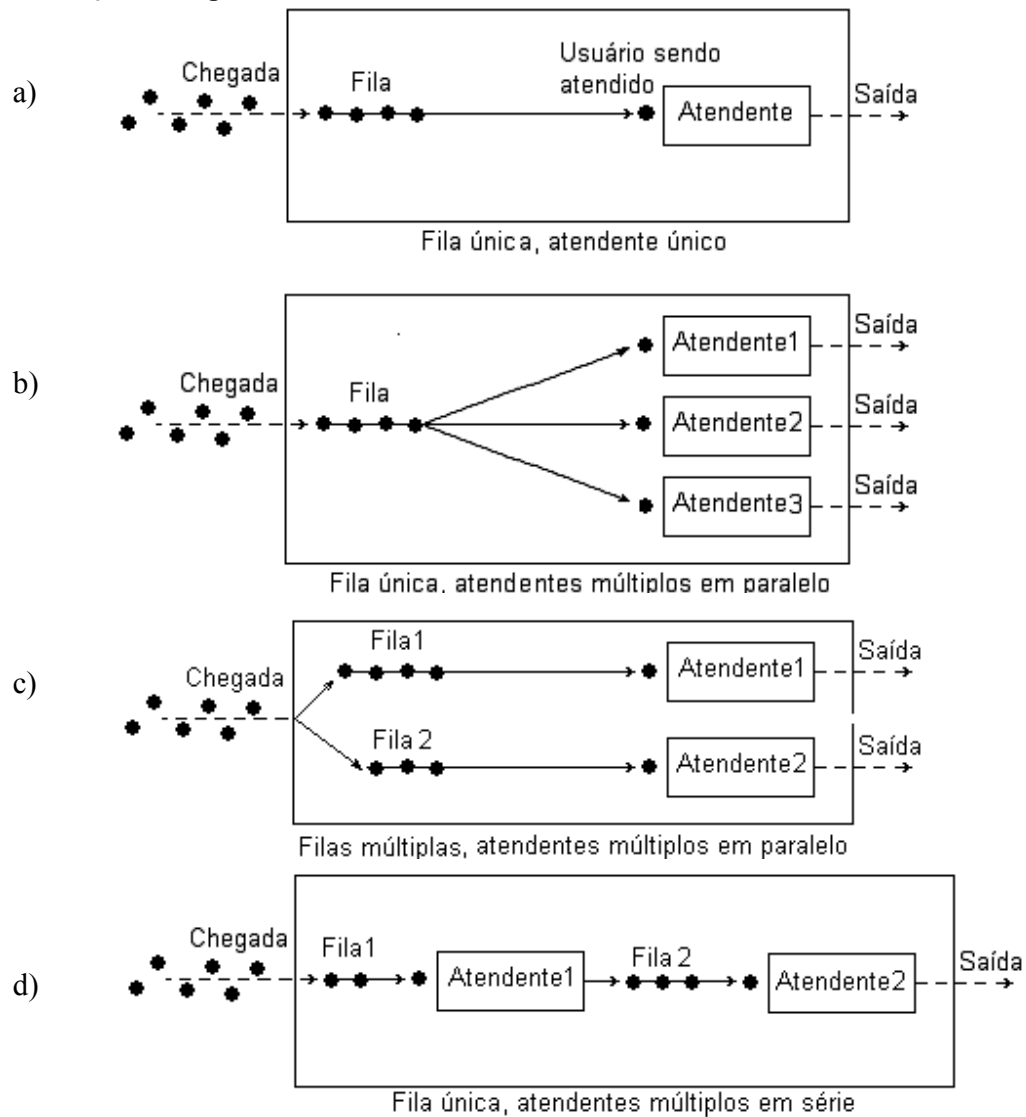 a)
Chegada
Fila
Usuário sendo
atendido
Atendente
Saída
Fila única, atendente único
b)
Chegada
Fila
Atendente1
Saída
Atendente2
Saída
Atendente3
Saída
Fila única, atendentes múltiplos em paralelo
c)
Chegada
Fila1
Atendente1
Saída
Fila 2
Atendente2
Saída
Filas múltiplas, atendentes múltiplos em paralelo
d)
Chegada
Fila1
Atendente1
Fila 2
Atendente2
Saída
Fila única, atendentes múltiplos em série